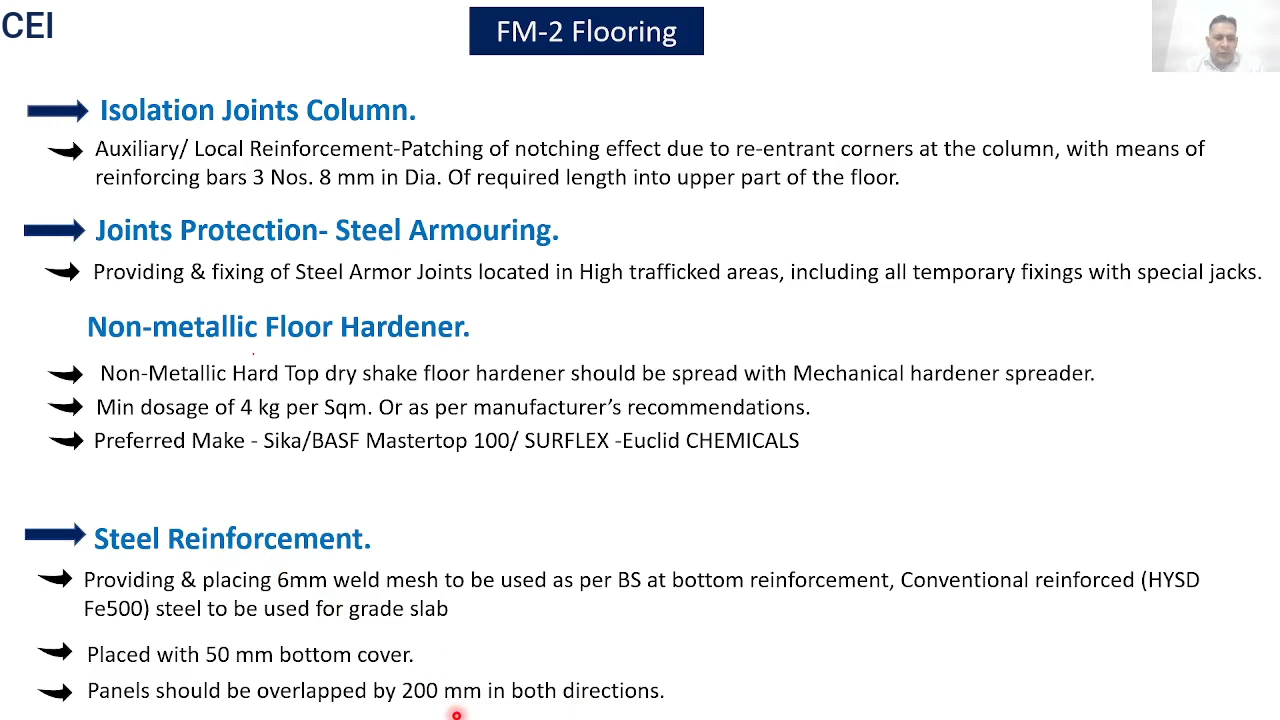 CEI
FM-2 Flooring
Isolation Joints Column.
Auxiliary/ Local Reinforcement-Patching of notching effect due to re-entrant corners at the column, with means of
reinforcing bars 3 Nos. 8 mm in Dia. Of required length into upper part of the floor.
Joints Protection- Steel Armouring.
Providing & fixing of Steel Armor Joints located in High trafficked areas, including all temporary fixings with special jacks.
Non-metallic Floor Hardener.
Non-Metallic Hard Top dry shake floor hardener should be spread with Mechanical hardener spreader.
Min dosage of 4 kg per Sqm. Or as per manufacturer’s recommendations.
Preferred Make - Sika/BASF Mastertop 100/ SURFLEX -Euclid CHEMICALS
Steel Reinforcement.
Providing & placing 6mm weld mesh to be used as per BS at bottom reinforcement, Conventional reinforced (HYSD
Fe500) steel to be used for grade slab
Placed with 50 mm bottom cover.
Panels should be overlapped by 200 mm in both directions.